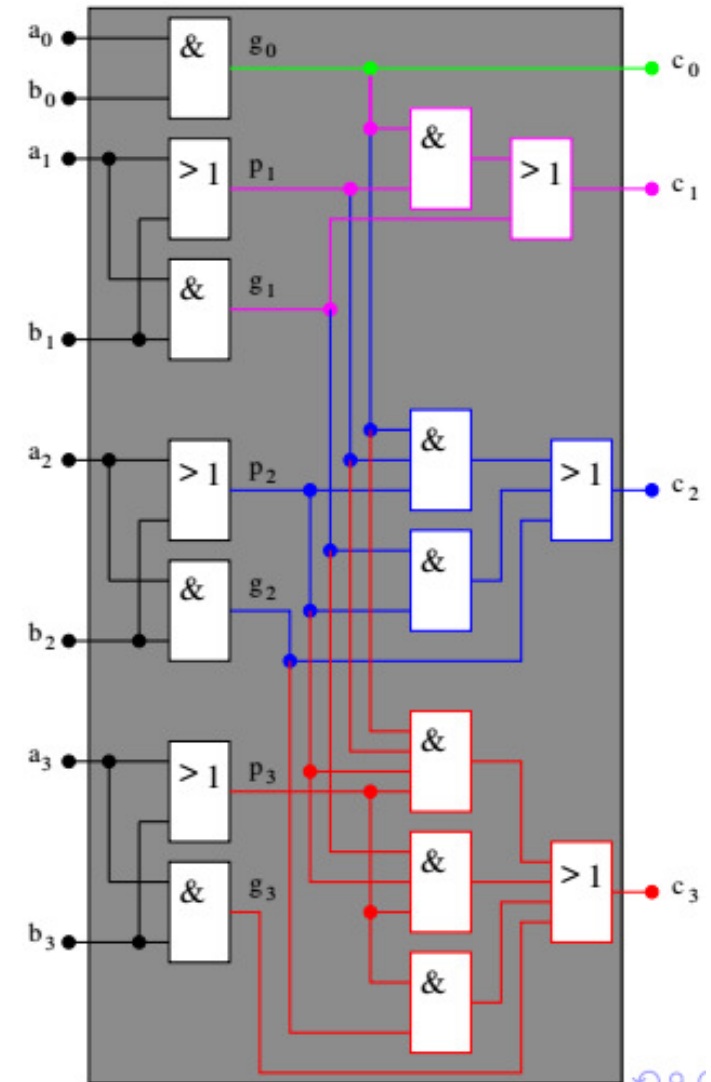 a0 & g0 c0
b0
a1 > 1 p1 & > 1 c1
& g1
b1
a2 > 1 p2 & > 1 c2
& g2 &
b2
a3 > 1 p3 &
& g3 & > 1 c3
b3
&